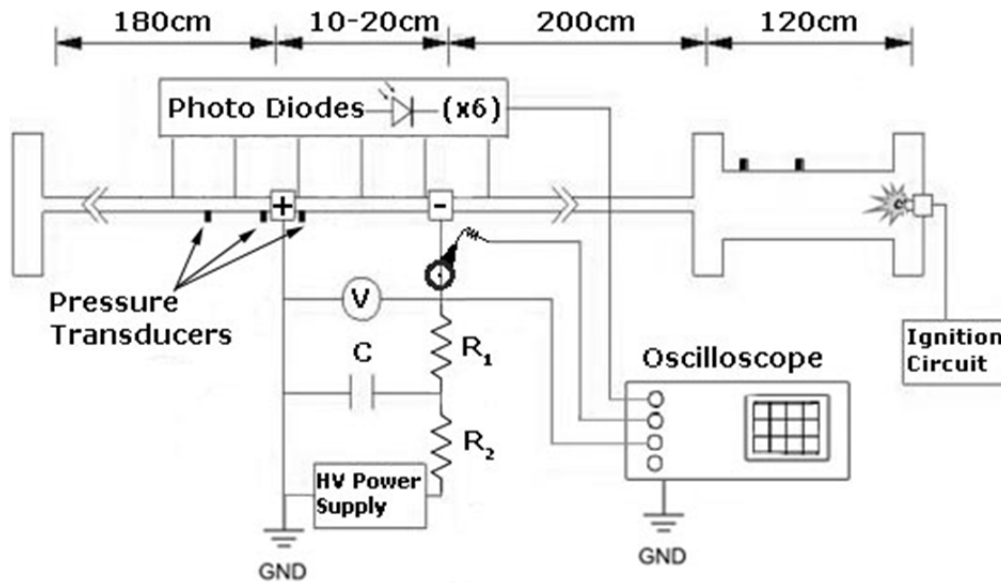 180cm
10-20cm
200cm
120cm
Photo Diodes
(x6)
+
-
Pressure
Transducers
V
C
R1
R2
HV Power
Supply
GND
Oscilloscope
GND
Ignition
Circuit